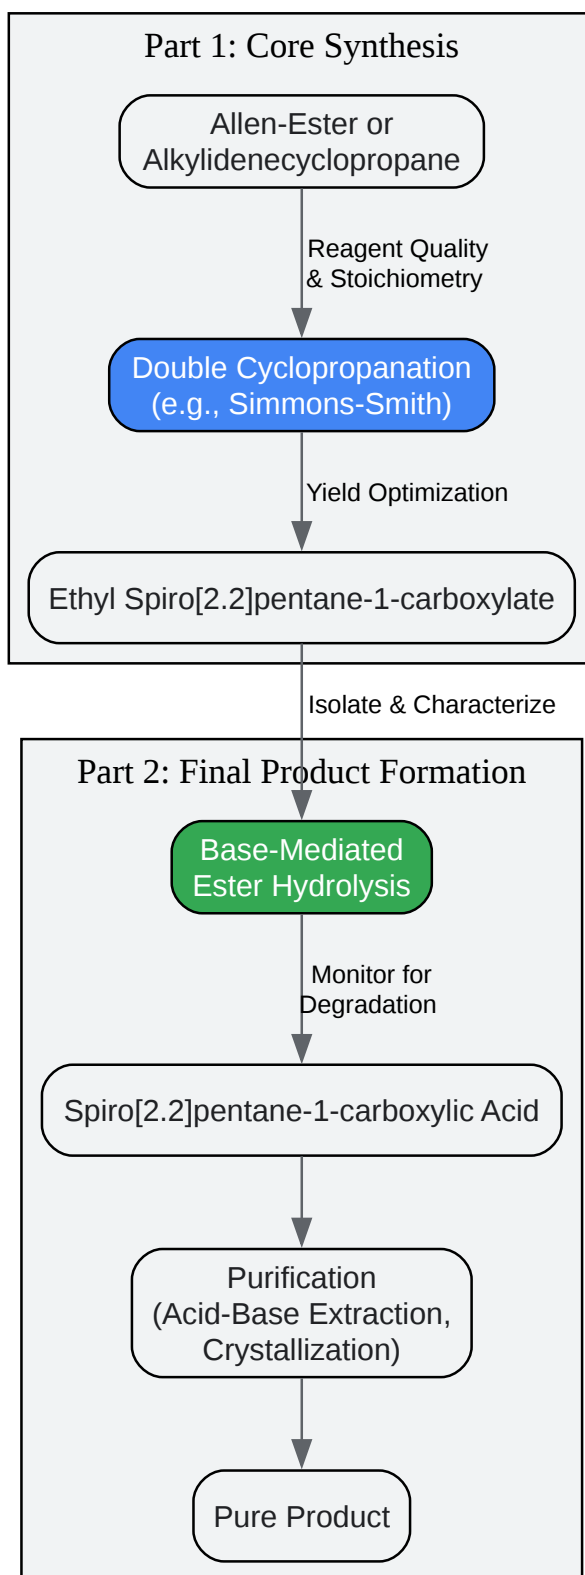 Part 1: Core Synthesis
Allen-Ester or
Alkylidenecyclopropane
Reagent Quality
& Stoichiometry
Double Cyclopropanation
(e.g., Simmons-Smith)
Yield Optimization
Ethyl Spiro[2.2]pentane-1-carboxylate
Isolate & Characterize
Part 2: Final Product Formation
Base-Mediated
Ester Hydrolysis
Monitor for
Degradation
Spiro[2.2]pentane-1-carboxylic Acid
Purification
(Acid-Base Extraction,
Crystallization)
Pure Product